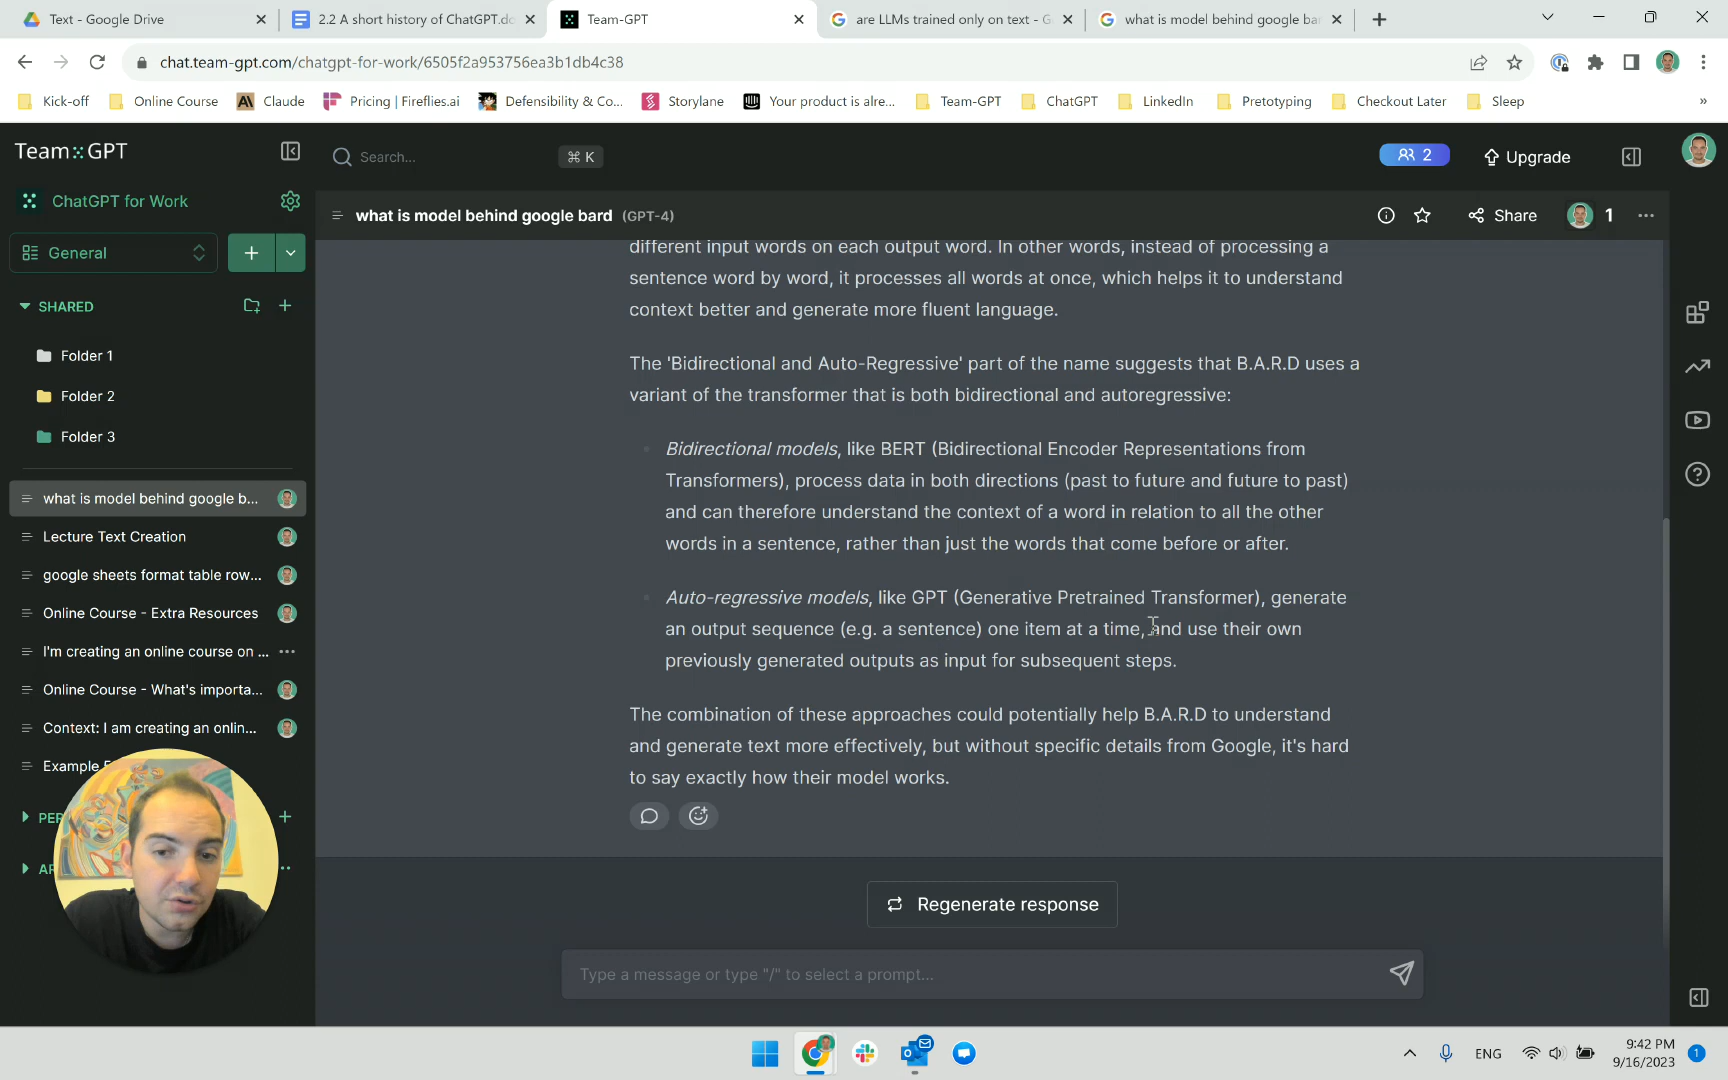 Text - Google Drive
2.2 A short history of ChatGPT.do
Team-GPT
are LLMs trained only on text - G
what is model behind google ba
chat.team-gpt.com/chatgpt-for-work/6505f2a953756ea3b1db4c38
Kick-off
Online Course
Claude
Pricing | Fireflies.ai
Defensibility & Co...
Storylane
Your product is alre...
Team-GPT
ChatGPT
LinkedIn
Pretotyping
Checkout Later
Sleep
»
Team GPT
Search...
⌘ K
2
Upgrade
ChatGPT for Work
what is model behind google bard (GPT-4)
Share
1
General
SHARED
Folder 1
Folder 2
Folder 3
what is model behind google b...
Lecture Text Creation
google sheets format table row...
Online Course - Extra Resources
I'm creating an online course on ...
Online Course - What's importa...
Context: I am creating an onlin...
Example
PE
AR
different input words on each output word. In other words, instead of processing a
sentence word by word, it processes all words at once, which helps it to understand
context better and generate more fluent language.
The 'Bidirectional and Auto-Regressive' part of the name suggests that B.A.R.D uses a
variant of the transformer that is both bidirectional and autoregressive:
Bidirectional models, like BERT (Bidirectional Encoder Representations from
Transformers), process data in both directions (past to future and future to past)
and can therefore understand the context of a word in relation to all the other
words in a sentence, rather than just the words that come before or after.
Auto-regressive models, like GPT (Generative Pretrained Transformer), generate
an output sequence (e.g. a sentence) one item at a time, and use their own
previously generated outputs as input for subsequent steps.
The combination of these approaches could potentially help B.A.R.D to understand
and generate text more effectively, but without specific details from Google, it's hard
to say exactly how their model works.
Regenerate response
Type a message or type "/" to select a prompt...
ENG
9:42 PM
9/16/2023
1